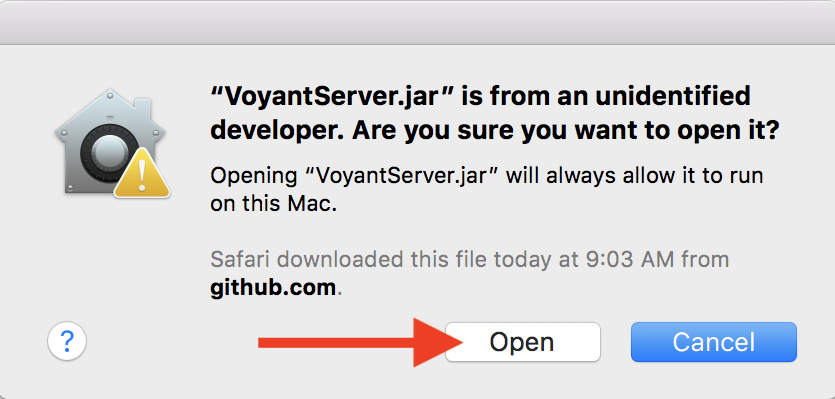 “VoyantServer.jar” is from an unidentified
developer. Are you sure you want to open it?
Opening “VoyantServer.jar” will always allow it to run
on this Mac.
Safari downloaded this file today at 9:03 AM from
github.com.
?
Open
Cancel